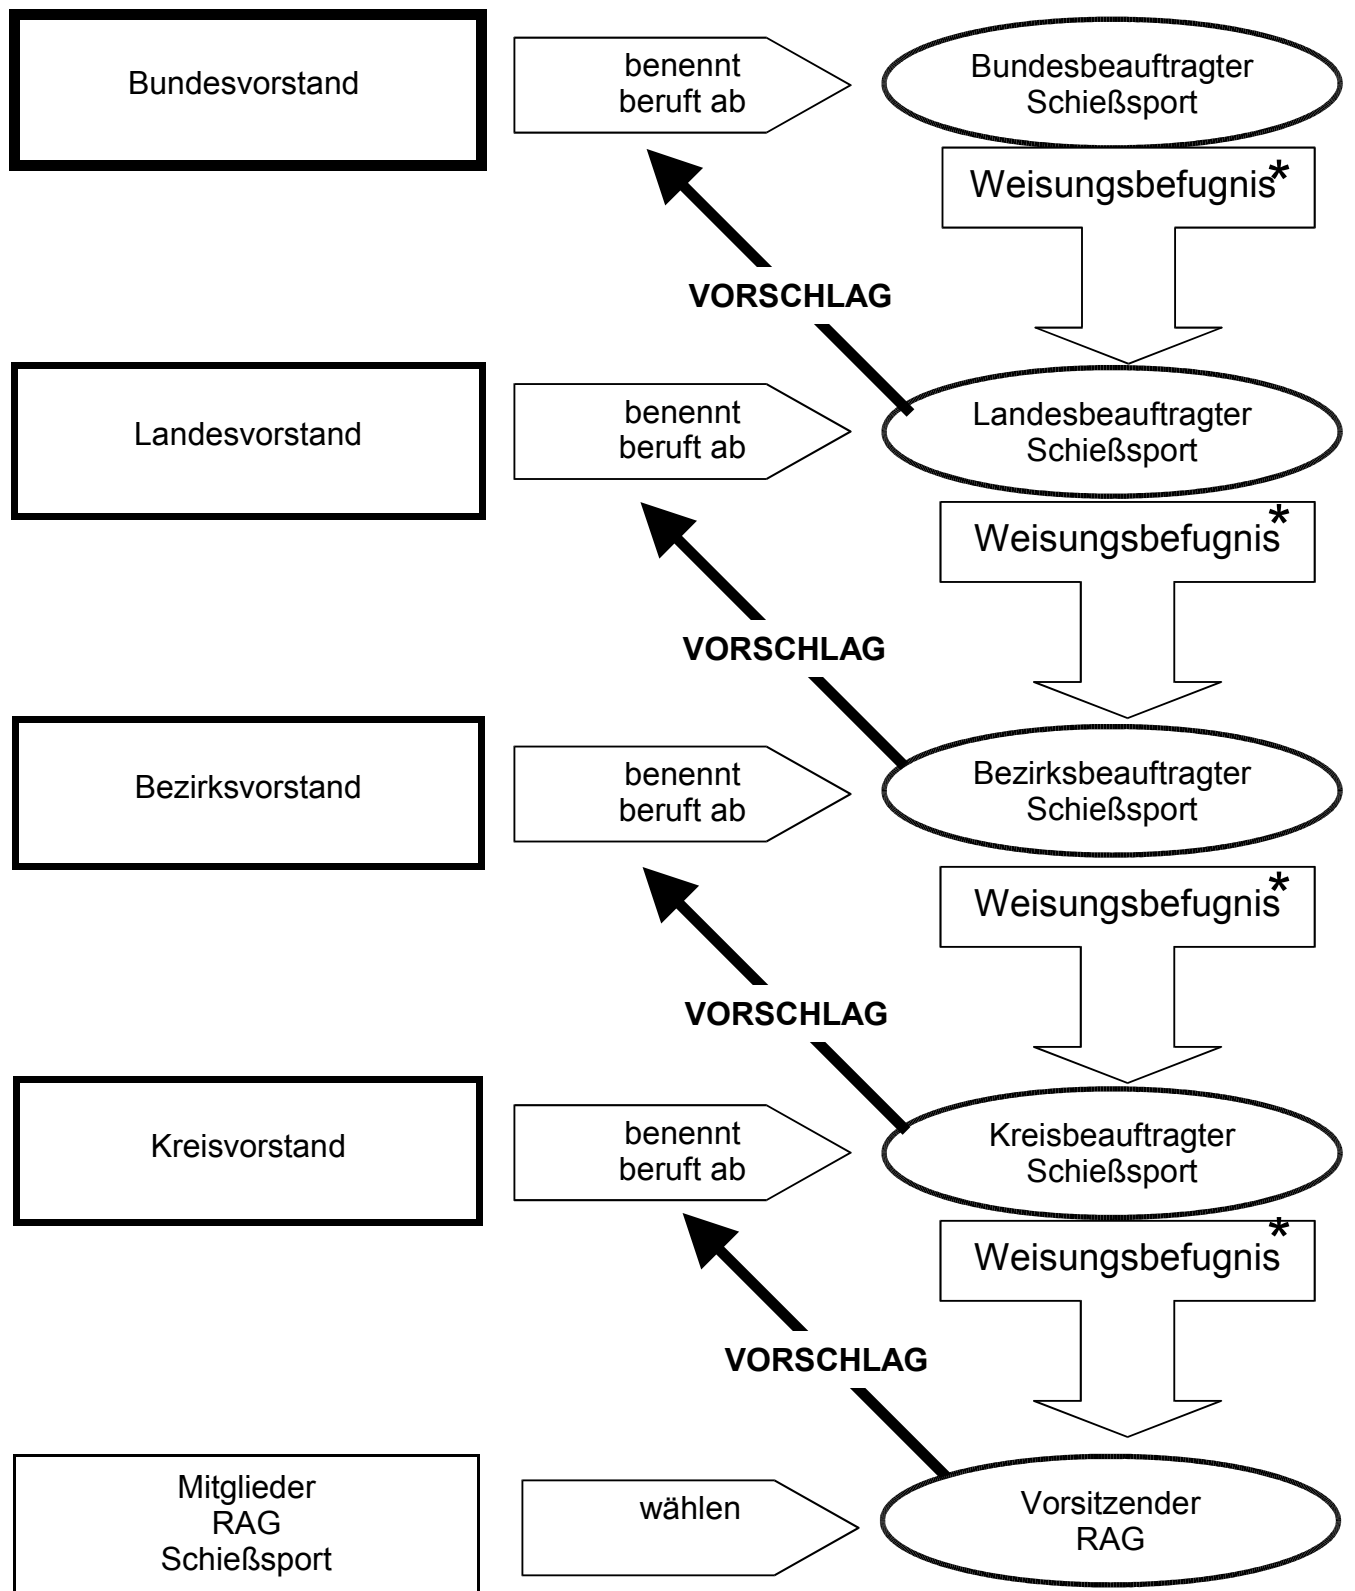 Bundesvorstand
benennt
beruft ab
Bundesbeauftragter
Schießsport
Weisungsbefugnis*
VORSCHLAG
Landesvorstand
benennt
beruft ab
Landesbeauftragter
Schießsport
Weisungsbefugnis*
VORSCHLAG
Bezirksvorstand
benennt
beruft ab
Bezirksbeauftragter
Schießsport
Weisungsbefugnis*
VORSCHLAG
Kreisvorstand
benennt
beruft ab
Kreisbeauftragter
Schießsport
Weisungsbefugnis*
VORSCHLAG
Mitglieder
RAG
Schießsport
wählen
Vorsitzender
RAG